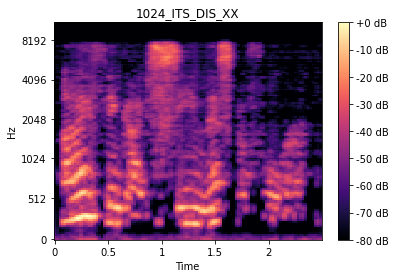 1024_ITS_DIS_XX
+0 dB
8192
-10 dB
4096
-20 dB
-30 dB
2048
Hz
-40 dB
1024
-50 dB
512
-60 dB
-70 dB
0
-80 dB
0 0.5 1 1.5 2
Time